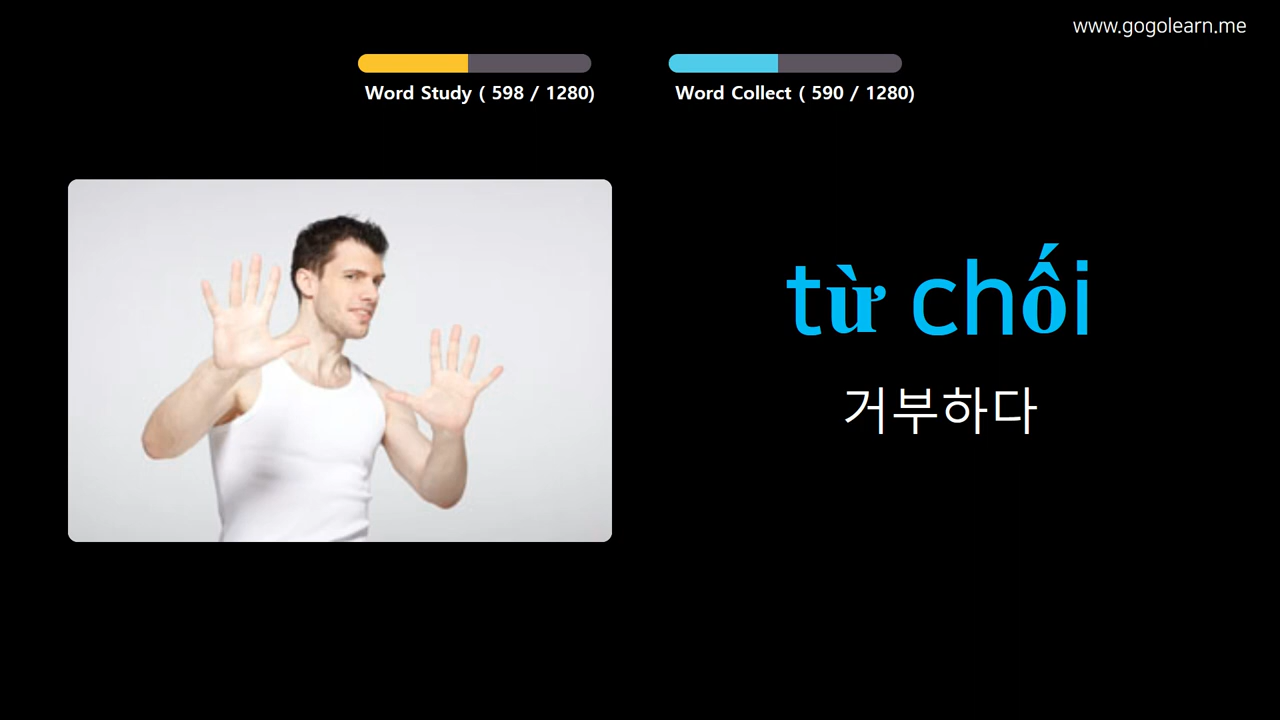 www.gogolearn.me
Word Study ( 598 / 1280)
Word Collect ( 590 / 1280)
từ chối
거부하다